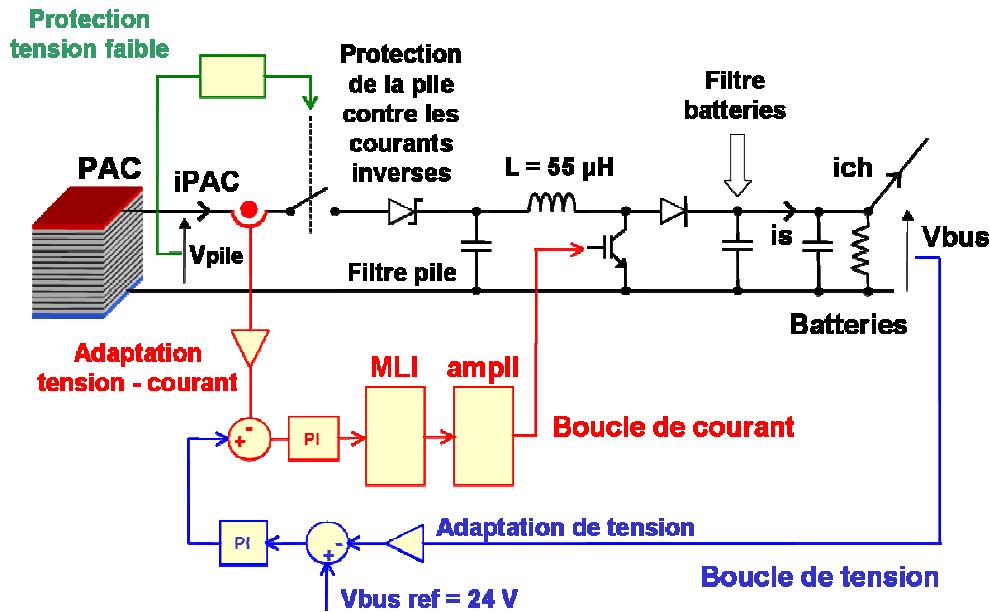 Protection
tension faible
Protection
de la pile
contre les
courants
inverses
Filtre
batteries
PAC
iPAC
L = 55 µH
ich
Vpile
Filtre pile
is
Vbus
Batteries
Adaptation
tension - courant
MLI
ampli
- +
PI
Boucle de courant
PI
- +
Adaptation de tension
Boucle de tension
Vbus ref = 24 V